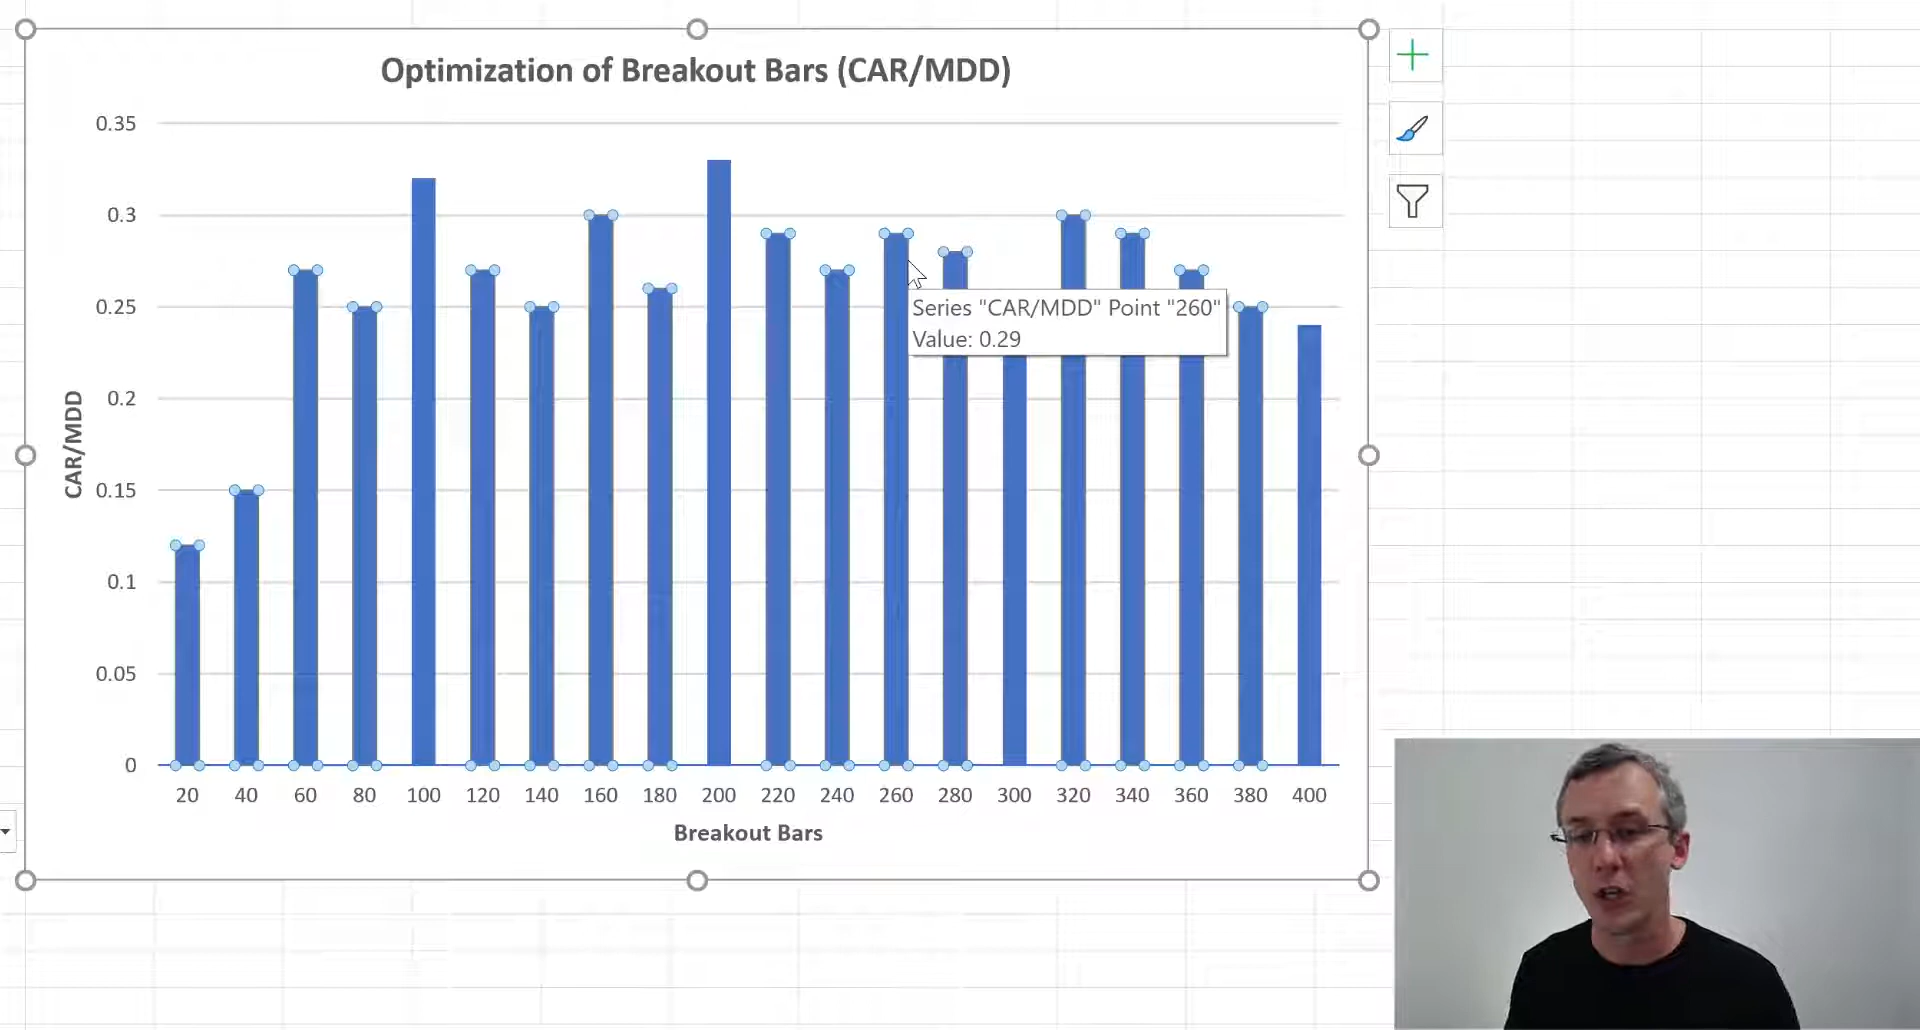 Optimization of Breakout Bars (CAR/MDD)
0.35
0.3
0.25
0.2
0.15
0.1
0.05
0
CAR/MDD
Series "CAR/MDD" Point "260"
Value: 0.29
20 40 60 80 100 120 140 160 180 200 220 240 260 280 300 320 340 360 380 400
Breakout Bars